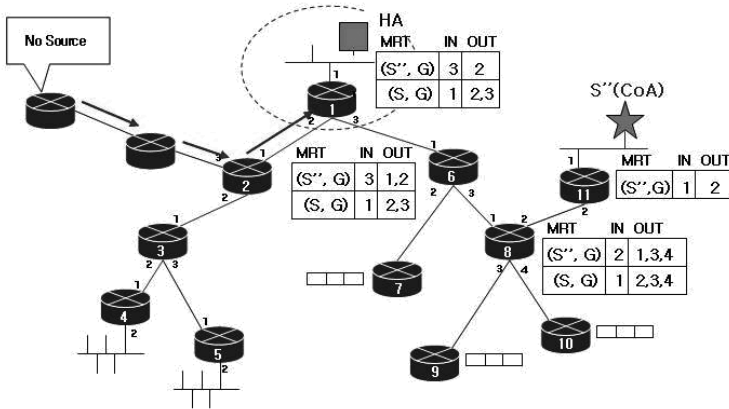 No Source
HA
MRT IN OUT
(S'', G) 3 2
(S, G) 1 2,3
S''(CoA)
1
1
2 3
1
3
2
2
MRT IN OUT
(S'', G) 3 1,2
(S, G) 1 2,3
6
2 3
1
11
2
MRT IN OUT
(S'',G) 1 2
1
3
2 3
1 2
8
3 4
MRT IN OUT
(S'', G) 2 1,3,4
(S, G) 1 2,3,4
7
1
4
2
1
5
2
9
10